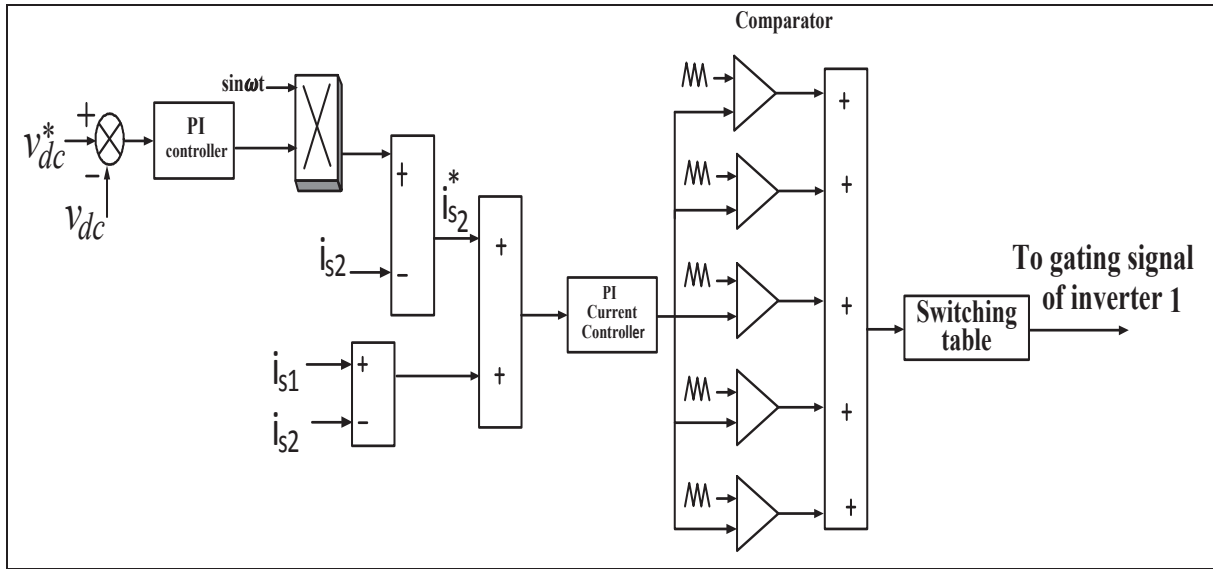 Comparator
sinωt
+
v*dc
−
vdc
PI
controller
+
is2
−
i*s2
is1
+
is2
−
+
+
PI
Current
Controller
+
+
+
+
+
Switching
table
To gating signal
of inverter 1